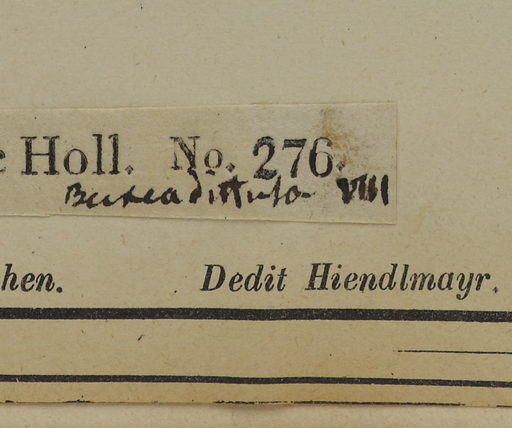 Holl. No. 276.
VIII
hen. Dedit Hiendlmayr.